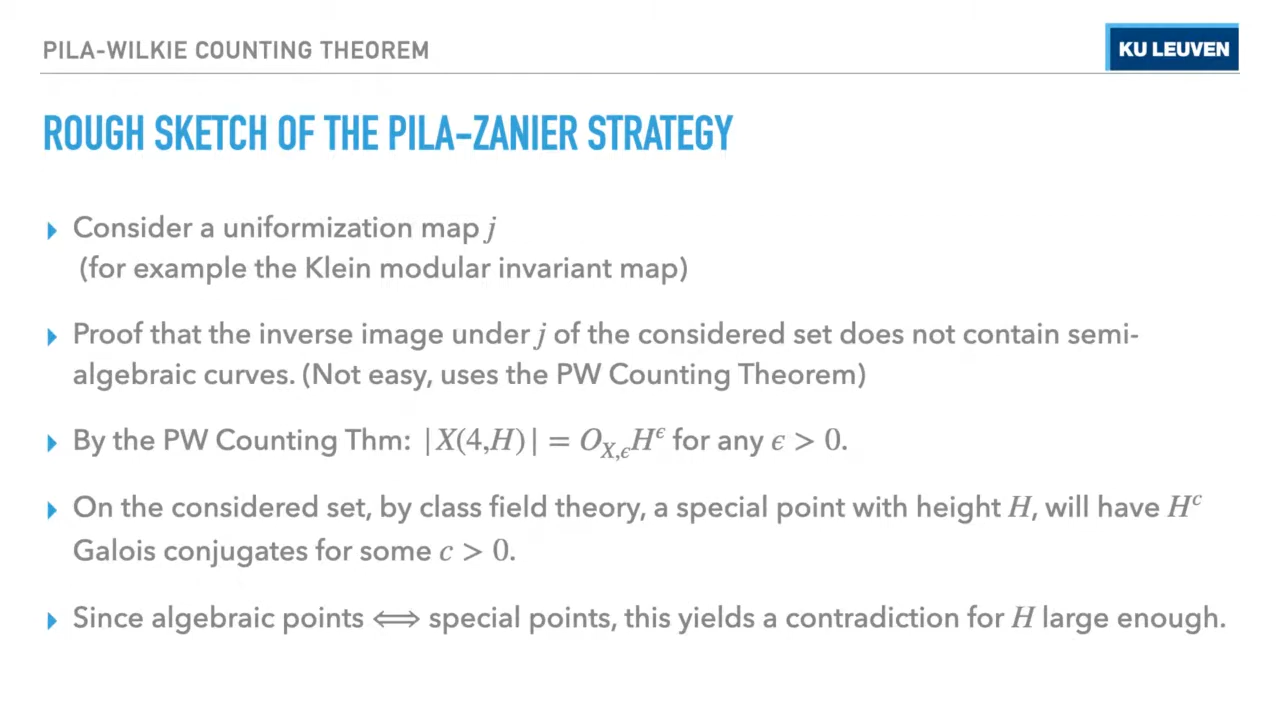 PILA-WILKIE COUNTING THEOREM
KU LEUVEN
ROUGH SKETCH OF THE PILA-ZANIER STRATEGY
▸ Consider a uniformization map j
(for example the Klein modular invariant map)
▸ Proof that the inverse image under j of the considered set does not contain semi-
algebraic curves. (Not easy, uses the PW Counting Theorem)
▸ By the PW Counting Thm: |X(4,H)| = O_{X,ϵ}H^ϵ for any ϵ > 0.
▸ On the considered set, by class field theory, a special point with height H, will have H^c
Galois conjugates for some c > 0.
▸ Since algebraic points ⟺ special points, this yields a contradiction for H large enough.